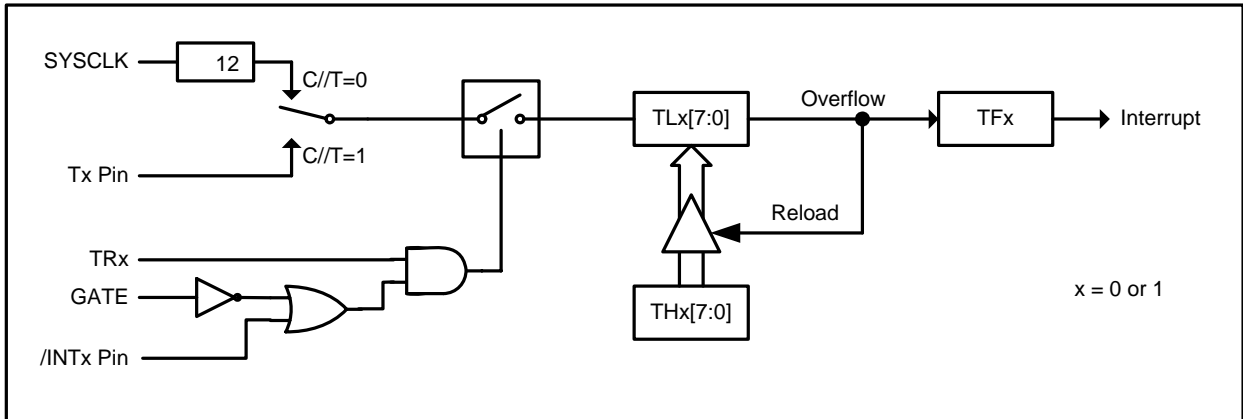 SYSCLK
12
C//T=0
C//T=1
Tx Pin
TRx
GATE
/INTx Pin
TLx[7:0]
Overflow
TFx
Interrupt
Reload
THx[7:0]
x = 0 or 1